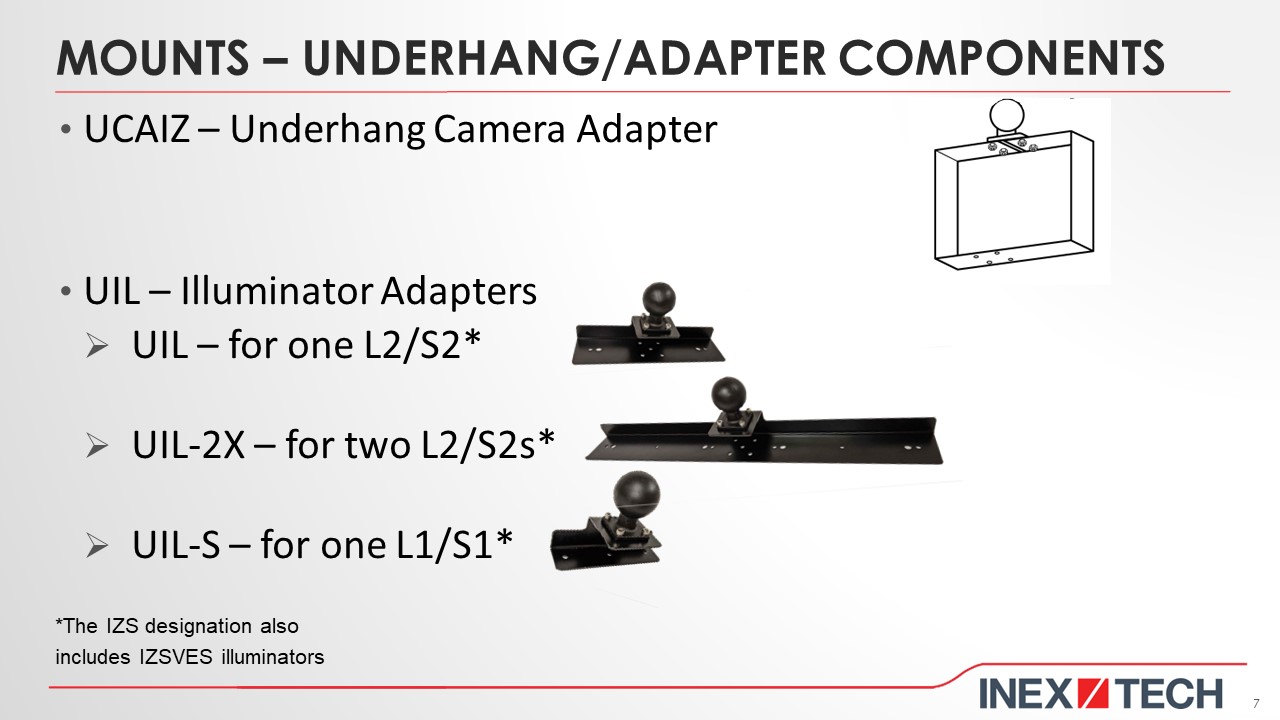 MOUNTS – UNDERHANG/ADAPTER COMPONENTS
• UCAIZ – Underhang Camera Adapter
• UIL – Illuminator Adapters
➢ UIL – for one L2/S2*
➢ UIL-2X – for two L2/S2s*
➢ UIL-S – for one L1/S1*
*The IZS designation also
includes IZSVES illuminators
INEX TECH
7